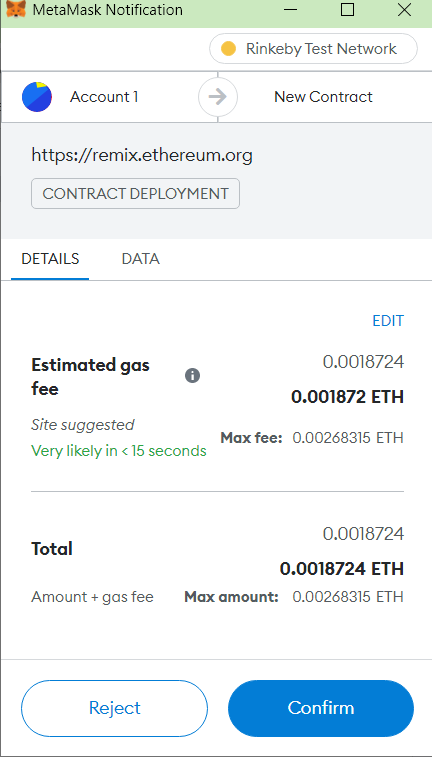 MetaMask Notification
Rinkeby Test Network
Account 1
New Contract
https://remix.ethereum.org
CONTRACT DEPLOYMENT
DETAILS DATA
EDIT
Estimated gas fee
0.0018724
0.001872 ETH
Site suggested
Very likely in < 15 seconds
Max fee: 0.00268315 ETH
0.0018724
Total
0.0018724 ETH
Amount + gas fee
Max amount: 0.00268315 ETH
Reject Confirm